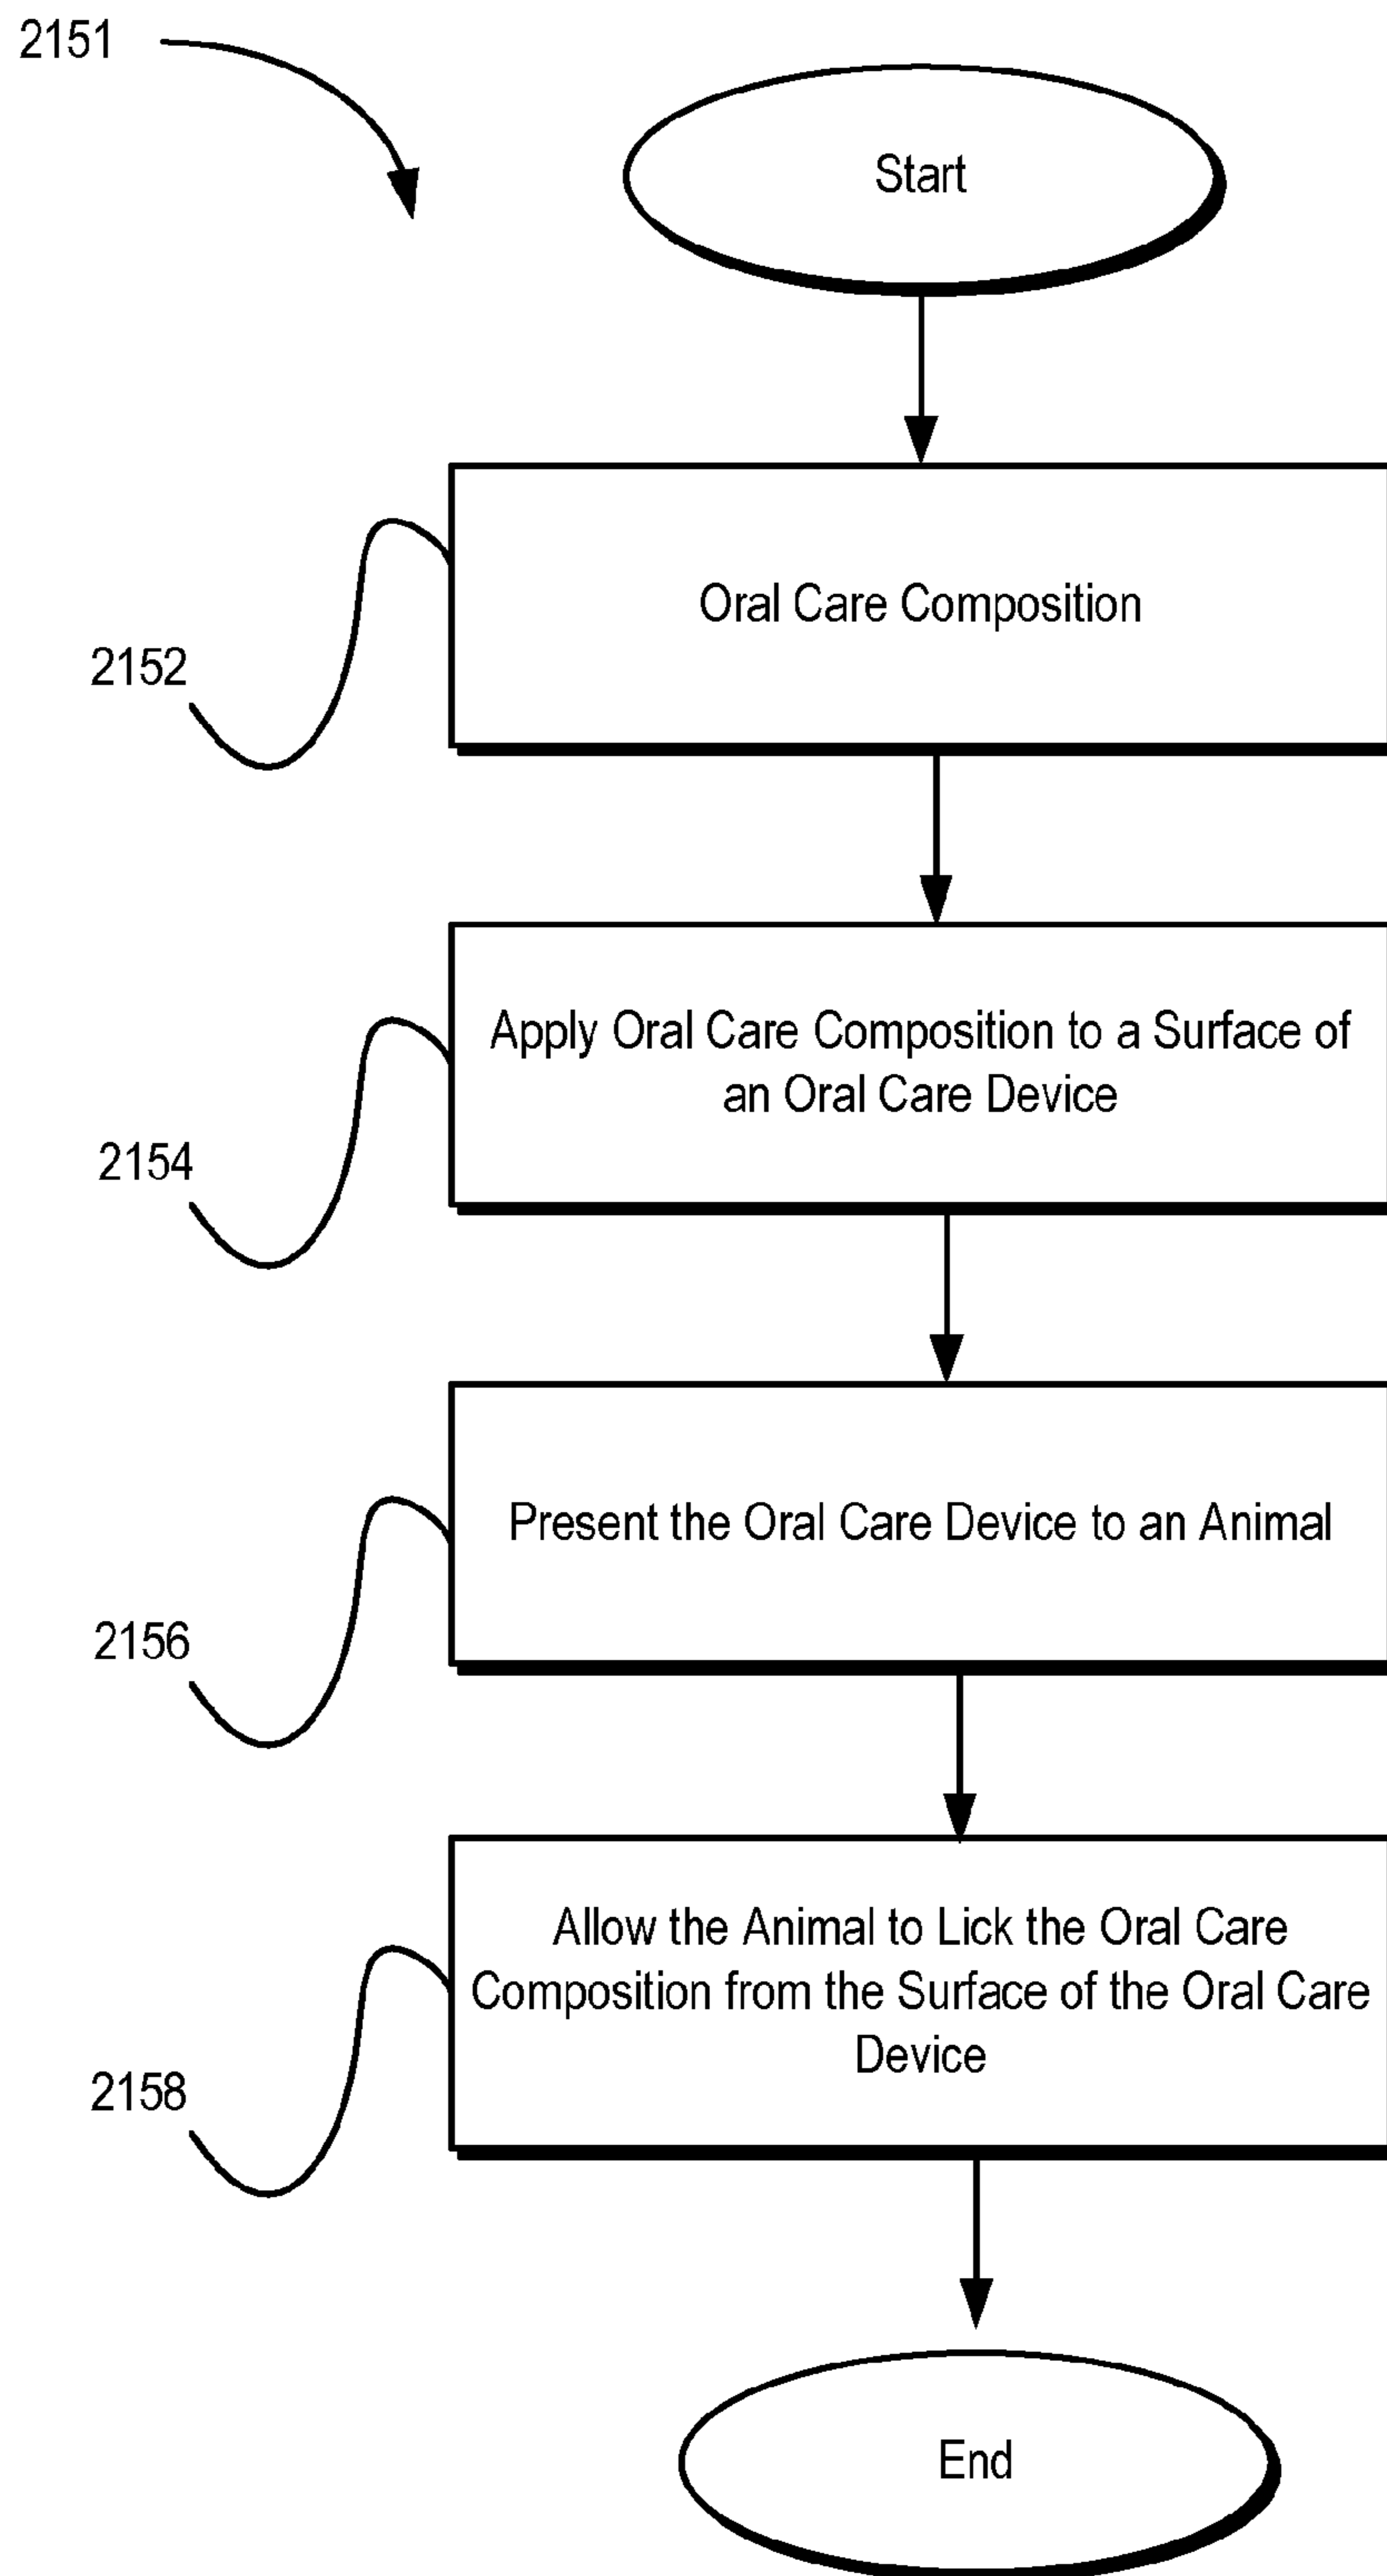 2151
Start
Oral Care Composition
2152
Apply Oral Care Composition to a Surface of
an Oral Care Device
2154
Present the Oral Care Device to an Animal
2156
Allow the Animal to Lick the Oral Care
Composition from the Surface of the Oral Care
Device
2158
End